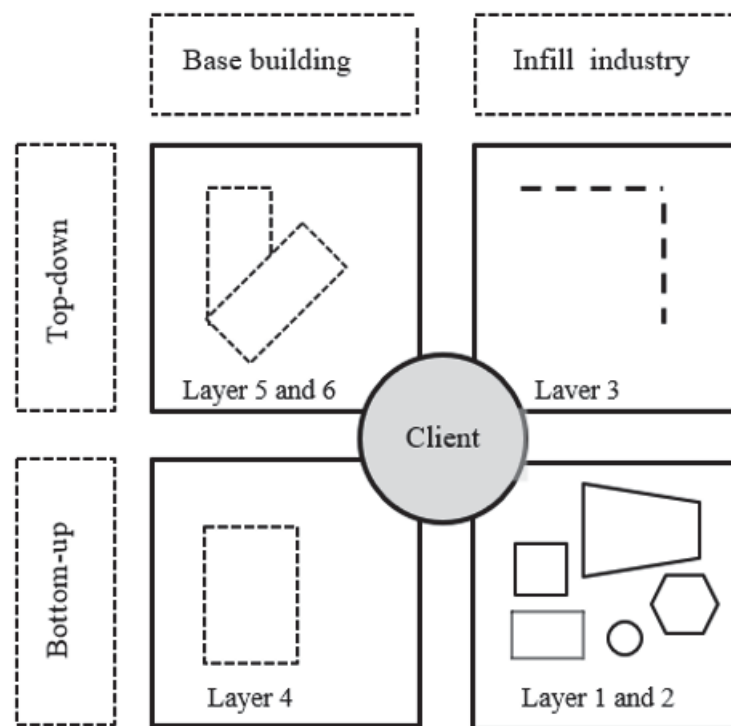 Base building
Infill industry
Top-down
Layer 5 and 6
Laver 3
Client
Bottom-up
Layer 4
Layer 1 and 2